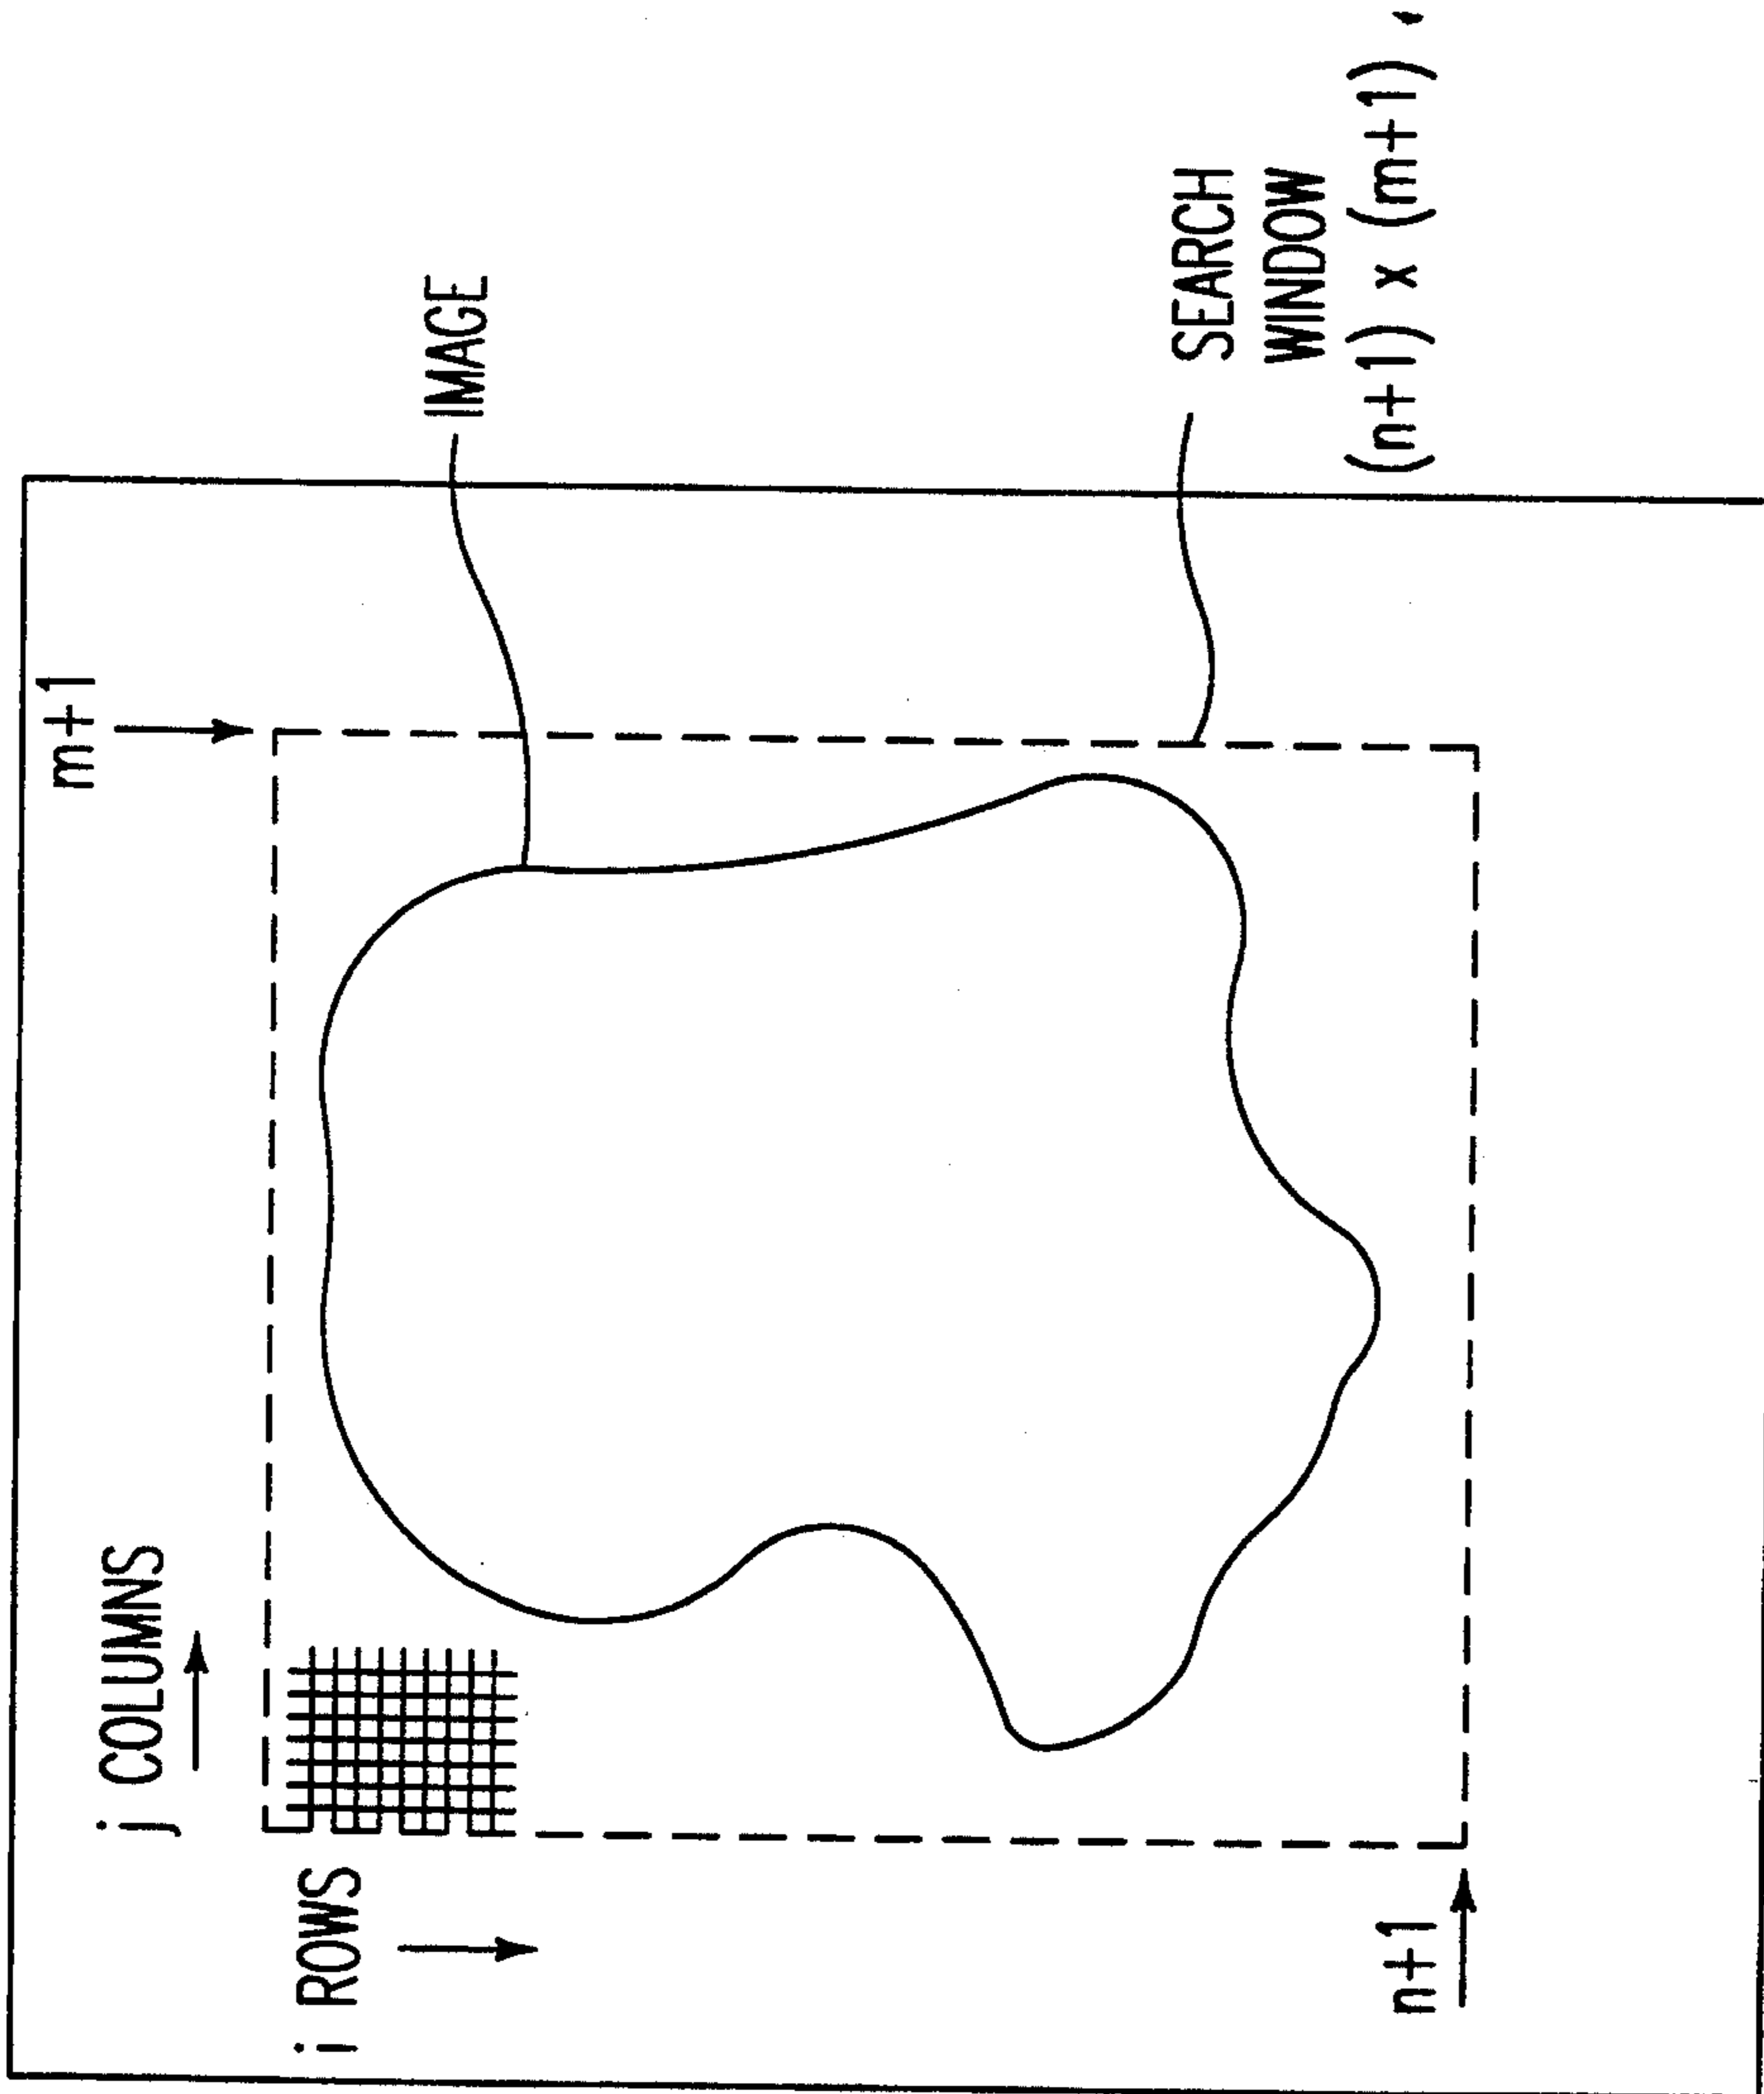 j COLUMNS
m+1
i ROWS
IMAGE
n+1
SEARCH
WINDOW
(n+1) x (m+1)